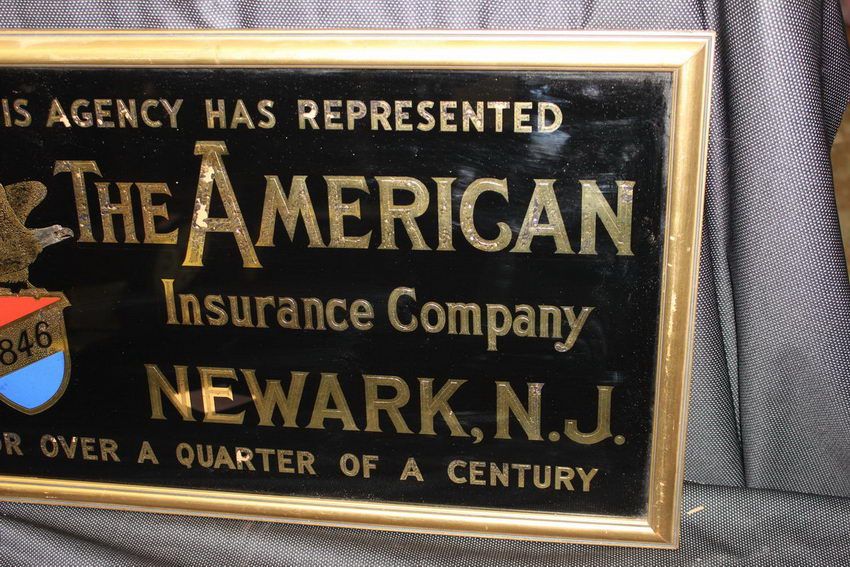 IS AGENCY HAS REPRESENTED
THE AMERICAN
Insurance Company
846
NEWARK, N.J.
OR OVER A QUARTER OF A CENTURY